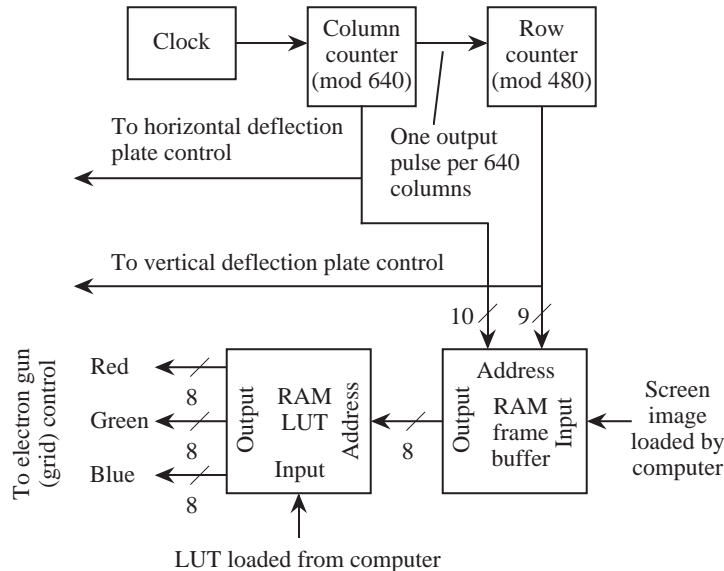 Clock
Column
counter
(mod 640)
Row
counter
(mod 480)
To horizontal deflection
plate control
One output
pulse per 640
columns
To vertical deflection plate control
10
9
To electron gun
(grid) control
Red
8
Green
8
Blue
8
Output
RAM
LUT
Address
Input
8
Address
Output
RAM
frame
buffer
Input
Screen
image
loaded by
computer
LUT loaded from computer